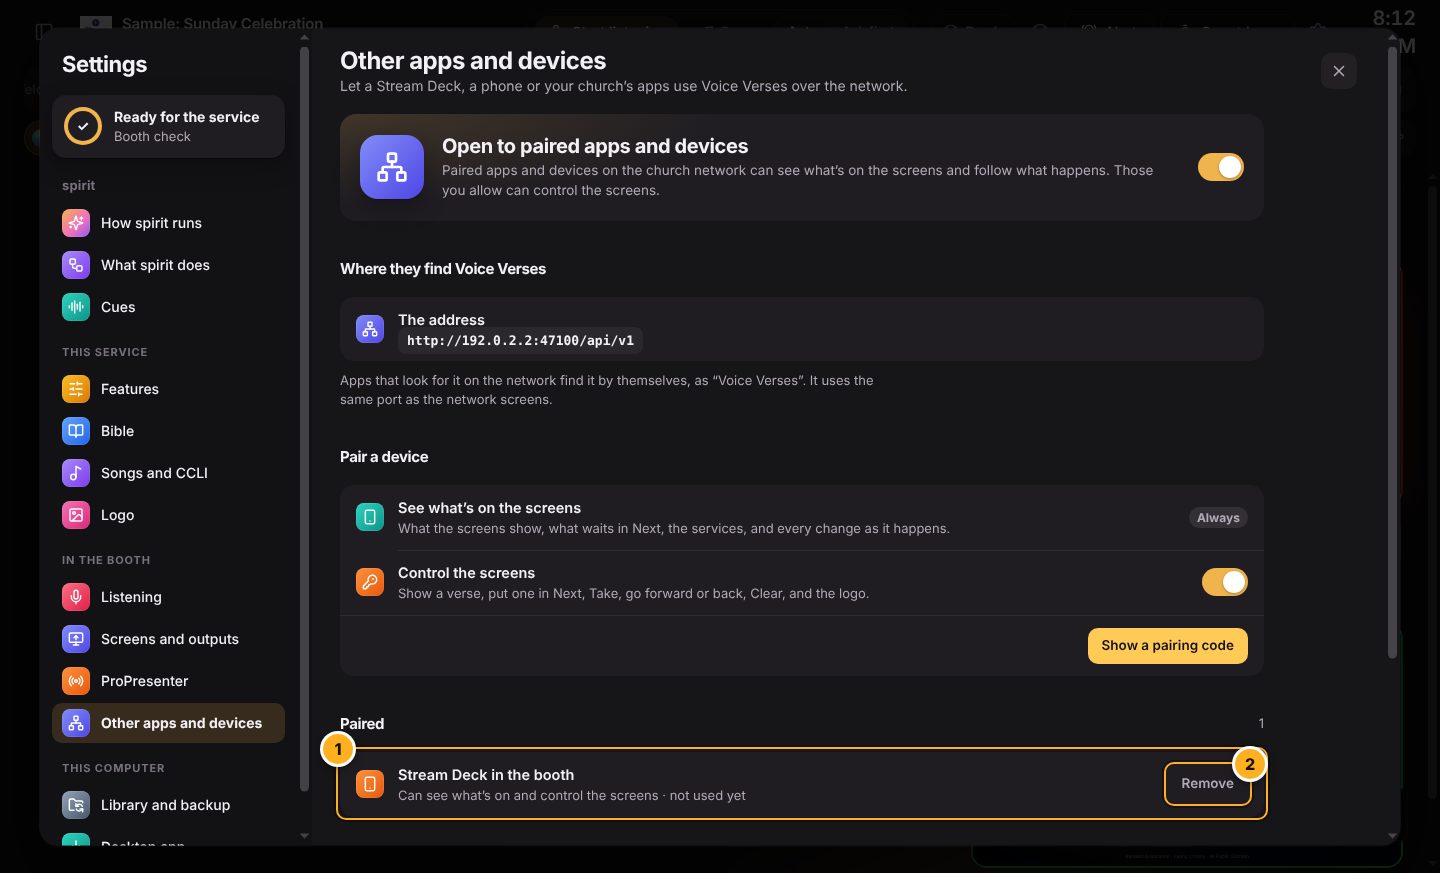 Sample: Sunday Celebration
8:12
Settings
Ready for the service
Booth check
spirit
How spirit runs
What spirit does
Cues
THIS SERVICE
Features
Bible
Songs and CCLI
Logo
IN THE BOOTH
Listening
Screens and outputs
ProPresenter
Other apps and devices
THIS COMPUTER
Library and backup
Desktop app
Other apps and devices
Let a Stream Deck, a phone or your church’s apps use Voice Verses over the network.
Open to paired apps and devices
Paired apps and devices on the church network can see what’s on the screens and follow what happens. Those
you allow can control the screens.
Where they find Voice Verses
The address
http://192.0.2.2:47100/api/v1
Apps that look for it on the network find it by themselves, as “Voice Verses”. It uses the
same port as the network screens.
Pair a device
See what’s on the screens
What the screens show, what waits in Next, the services, and every change as it happens.
Always
Control the screens
Show a verse, put one in Next, Take, go forward or back, Clear, and the logo.
Show a pairing code
Paired
1
1
Stream Deck in the booth
Can see what’s on and control the screens · not used yet
Remove
2